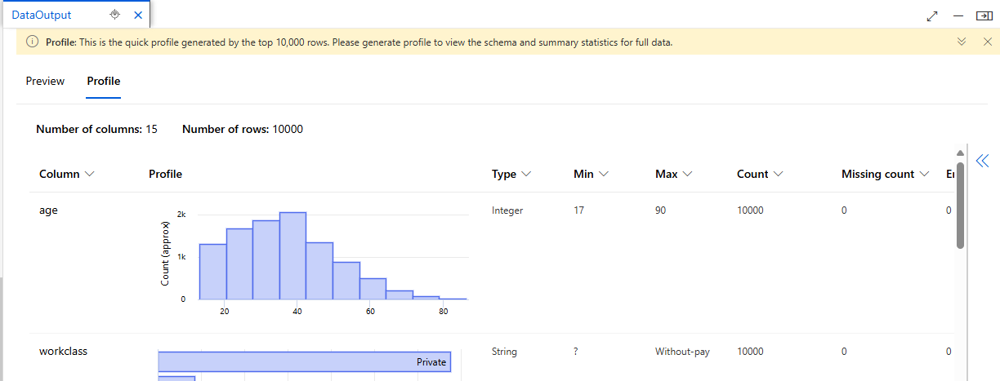 DataOutput
Profile: This is the quick profile generated by the top 10,000 rows. Please generate profile to view the schema and summary statistics for full data.
Preview Profile
Number of columns: 15 Number of rows: 10000
Column Profile Type Min Max Count Missing count
age Integer 17 90 10000 0 0
Count (approx)
2k
1k
0
20 40 60 80
workclass String ? Without-pay 10000 0 0
Private